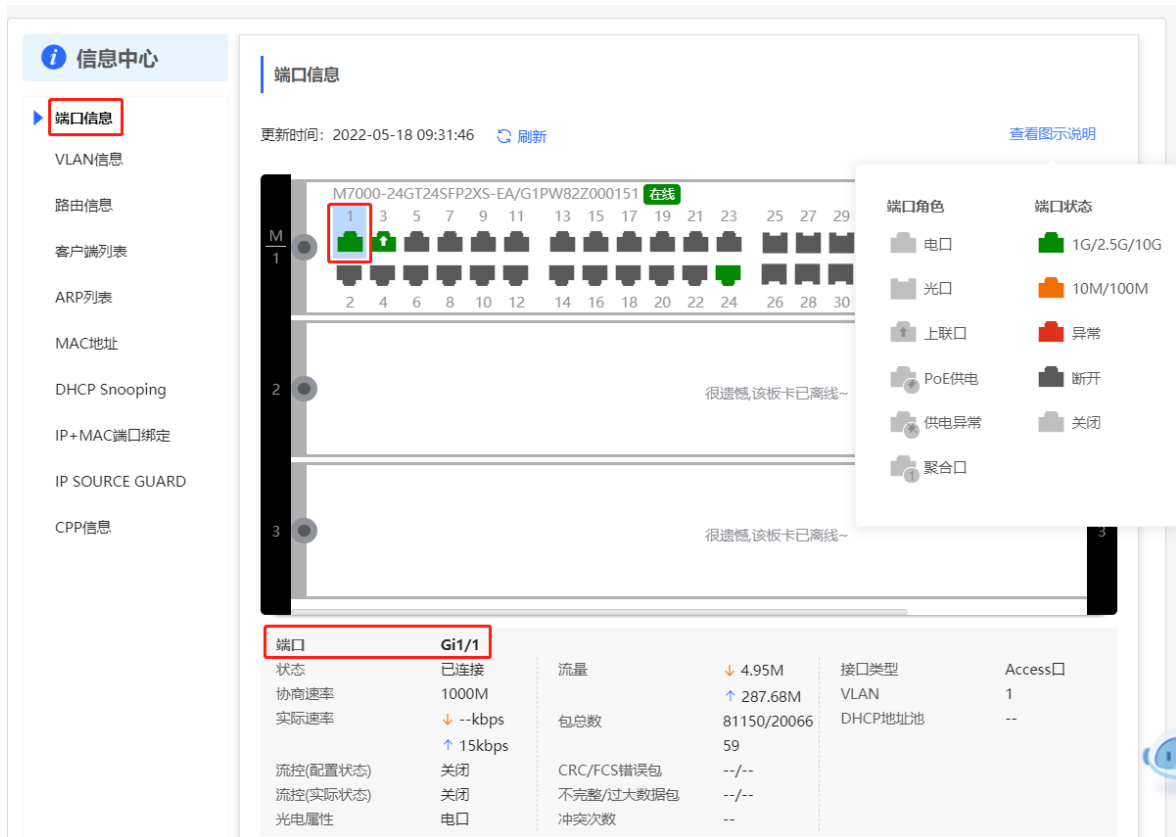 信息中心
端口信息
VLAN信息
路由信息
客户端列表
ARP列表
MAC地址
DHCP Snooping
IP+MAC端口绑定
IP SOURCE GUARD
CPP信息
端口信息
更新时间: 2022-05-18 09:31:46 刷新 查看图示说明
M7000-24GT24SFP2XS-EA/G1PW82Z000151 在线
1 3 5 7 9 11 13 15 17 19 21 23 25 27 29
M
1
2 4 6 8 10 12 14 16 18 20 22 24 26 28 30
2
很遗憾,该板卡已离线~
3
很遗憾,该板卡已离线~
3
端口角色 端口状态
电口 1G/2.5G/10G
光口 10M/100M
上联口 异常
PoE供电 断开
供电异常 关闭
1 聚合口
端口 Gi1/1
状态 已连接 流量 ↓ 4.95M 接口类型 Access口
协商速率 1000M ↑ 287.68M VLAN 1
实际速率 ↓ --kbps 包总数 81150/20066 DHCP地址池 --
↑ 15kbps 59
流控(配置状态) 关闭 CRC/FCS错误包 --/--
流控(实际状态) 关闭 不完整/过大数据包 --/--
光电属性 电口 冲突次数 --